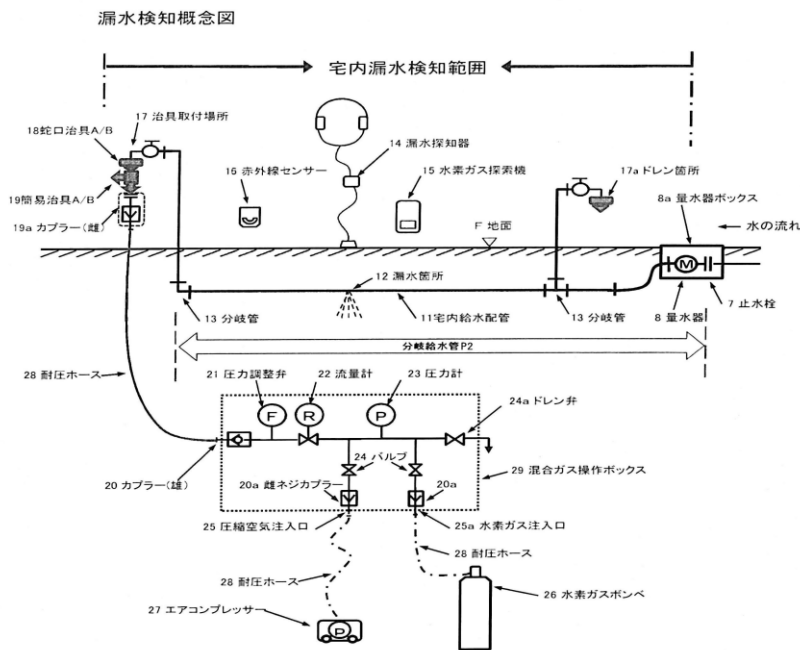 漏水検知概念図
宅内漏水検知範囲
17 治具取付場所
18蛇口治具A/B
14 漏水探知器
16 赤外線センサー
15 水素ガス探索機
17aドレン箇所
19簡易治具A/B
8a 量水器ボックス
19a カプラー(雌)
F 地面
水の流れ
12 漏水箇所
M
13 分岐管
11宅内給水配管
13 分岐管
8 量水器
7 止水栓
分岐給水管P2
28 耐圧ホース
21 圧力調整弁
22 流量計
23 圧力計
24a ドレン弁
F
R
P
24 バルブ
29 混合ガス操作ボックス
20 カプラー(雄)
20a 雌ネジカプラー
20a
25 圧縮空気注入口
25a 水素ガス注入口
28 耐圧ホース
28 耐圧ホース
27 エアコンプレッサー
P
26 水素ガスボンベ